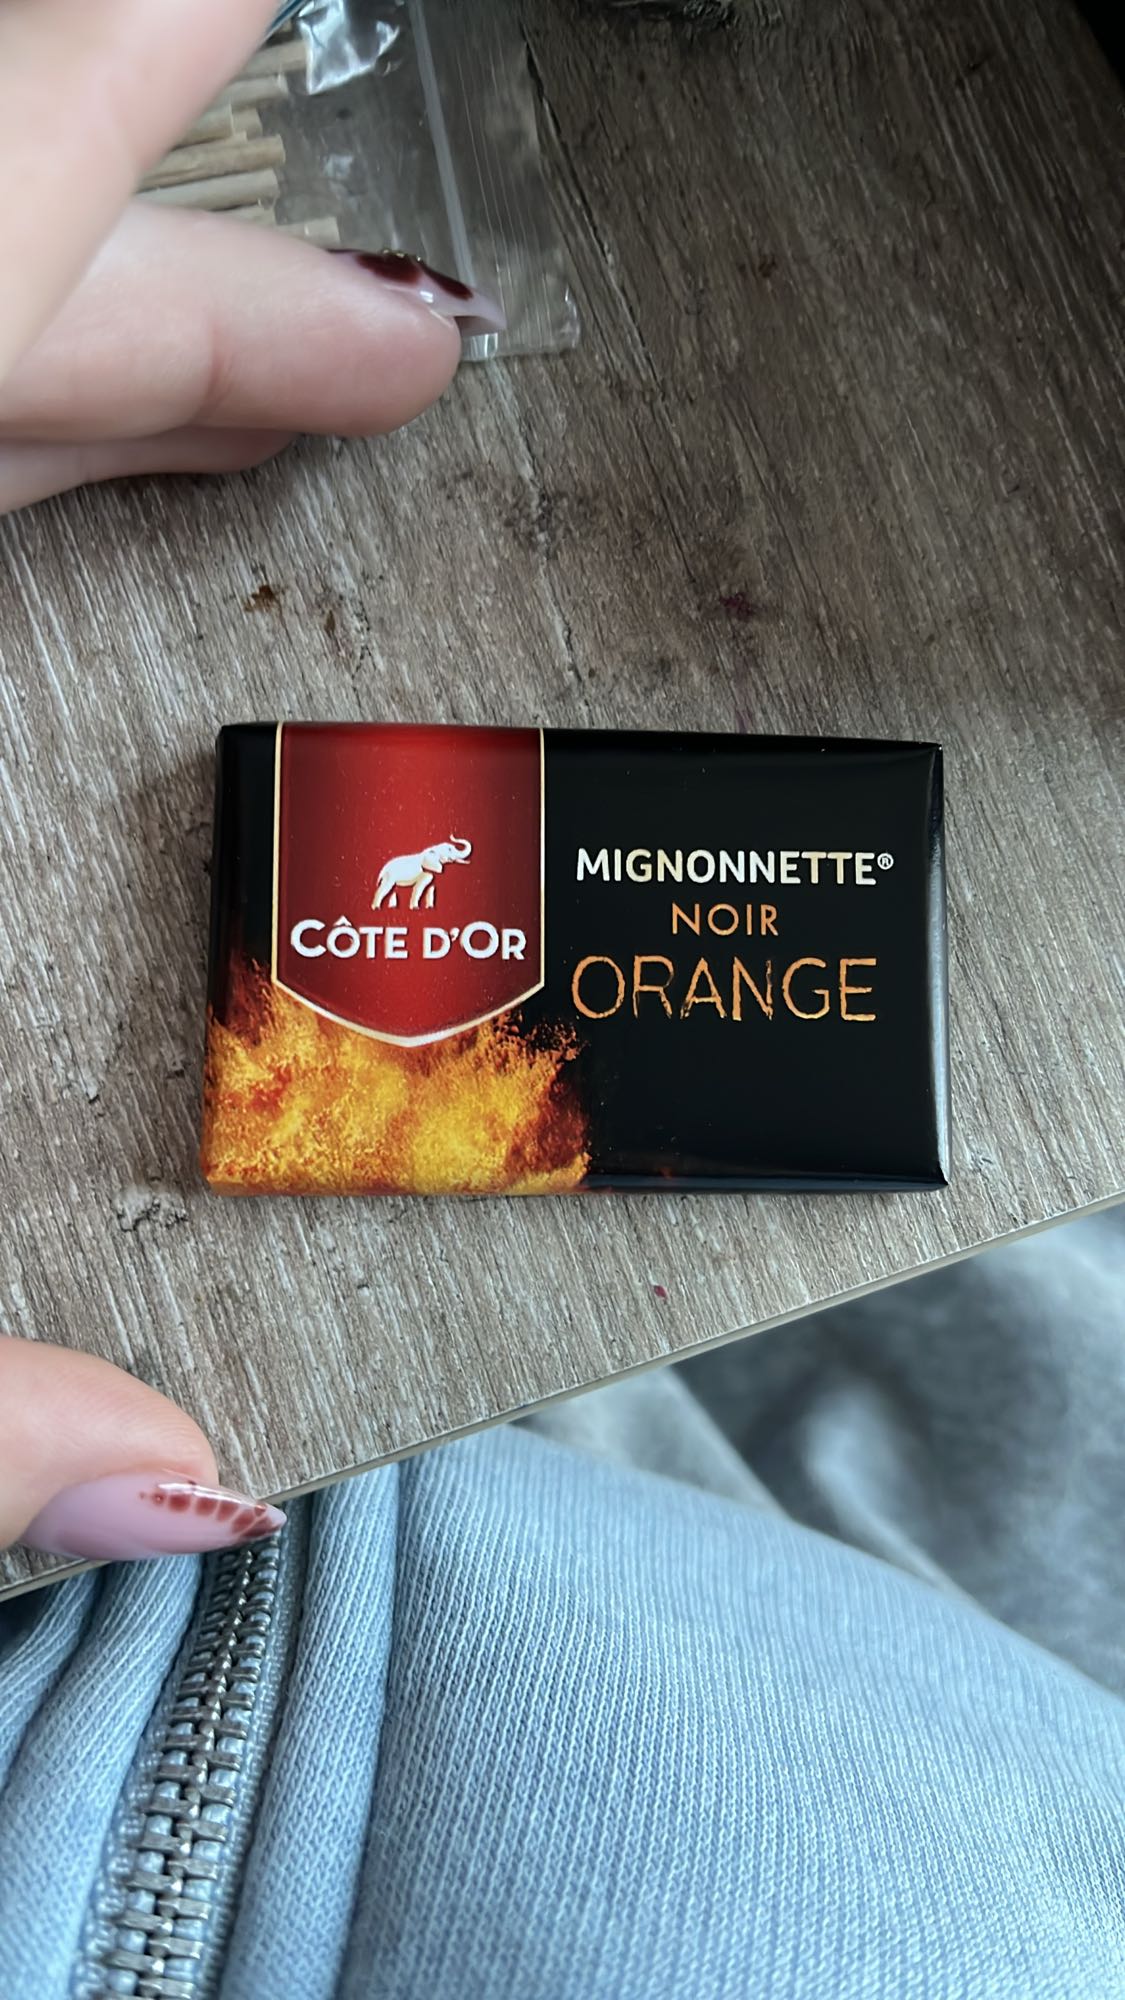 CÔTE D'OR
MIGNONNETTE®
NOIR
ORANGE